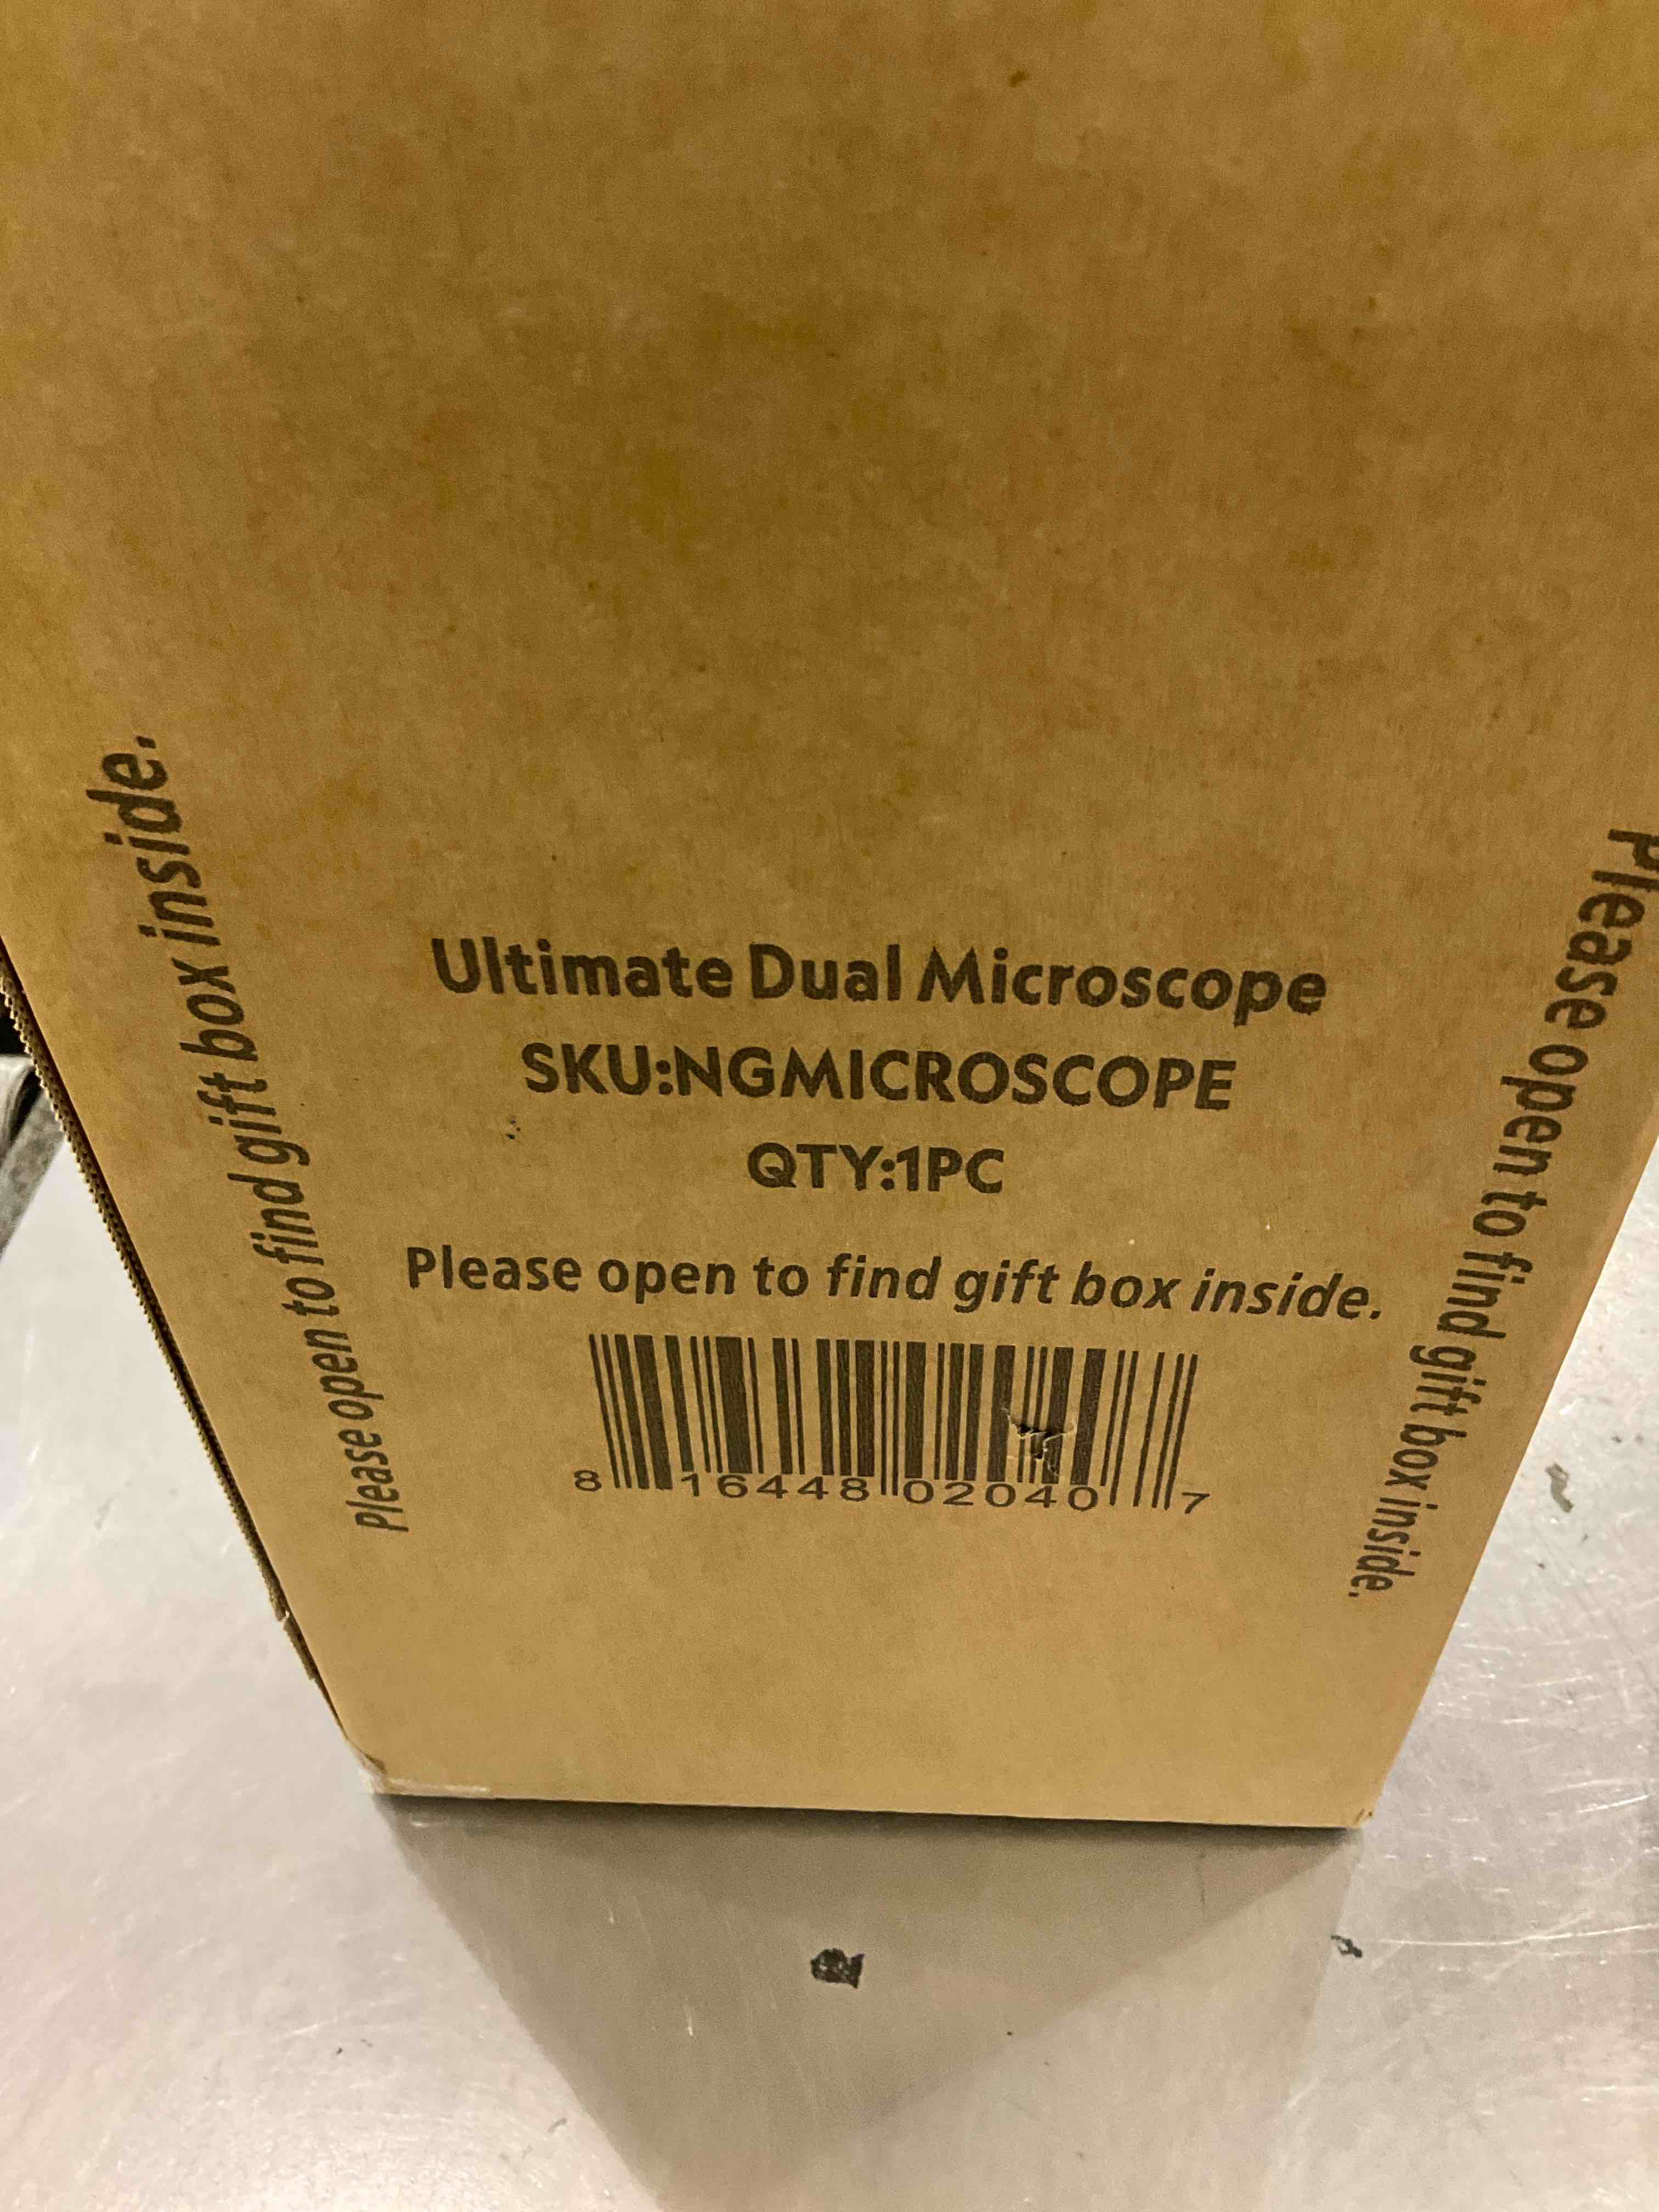 Please open to find gift box inside.
Ultimate Dual Microscope
SKU:NGMICROSCOPE
QTY:1PC
Please open to find gift box inside.
8 16448 02040 7
Please open to find gift box inside.